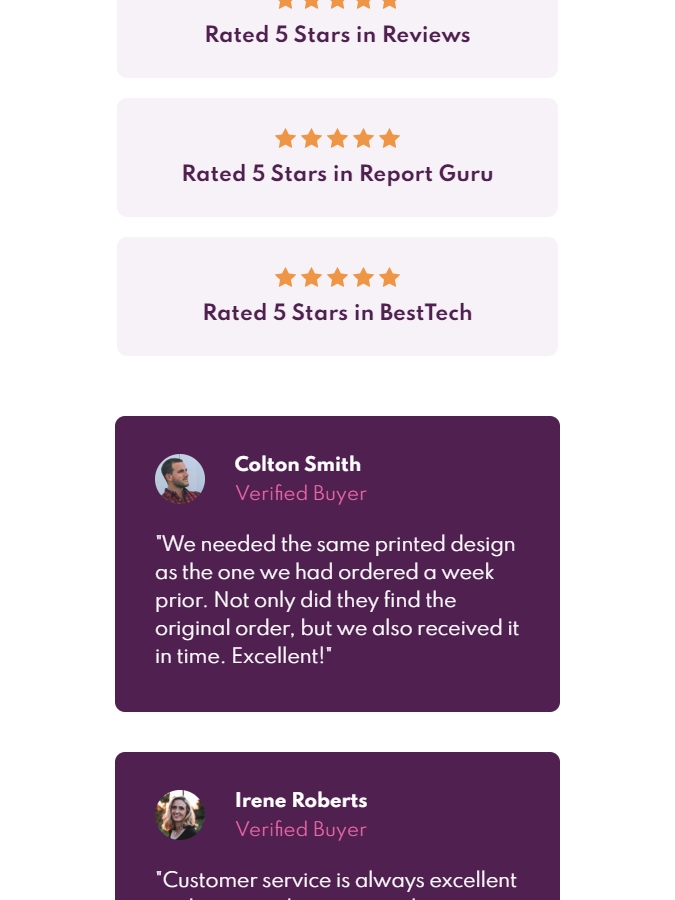 Rated 5 Stars in Reviews
Rated 5 Stars in Report Guru
Rated 5 Stars in BestTech
Colton Smith
Verified Buyer
"We needed the same printed design
as the one we had ordered a week
prior. Not only did they find the
original order, but we also received it
in time. Excellent!"
Irene Roberts
Verified Buyer
"Customer service is always excellent